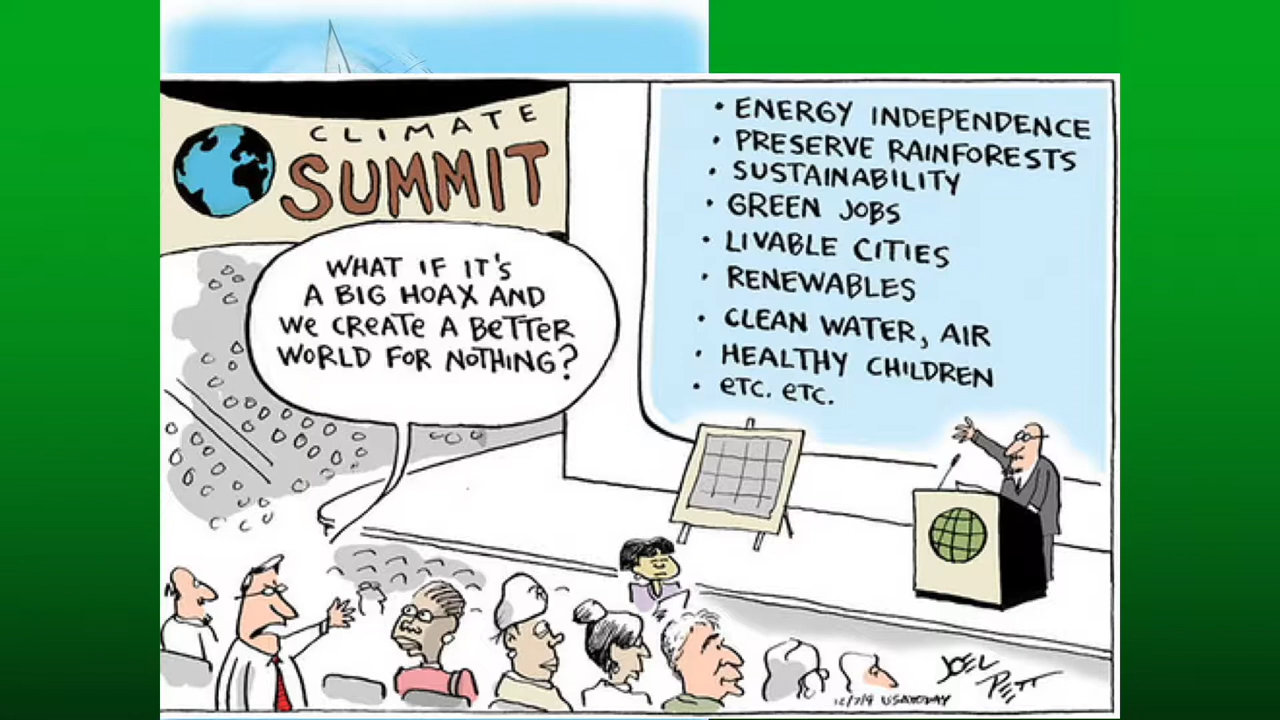 CLIMATE
SUMMIT
WHAT IF IT'S
A BIG HOAX AND
WE CREATE A BETTER
WORLD FOR NOTHING?
• ENERGY INDEPENDENCE
• PRESERVE RAINFORESTS
• SUSTAINABILITY
• GREEN JOBS
• LIVABLE CITIES
• RENEWABLES
• CLEAN WATER, AIR
• HEALTHY CHILDREN
• etc. etc.
JOEL
PETT
USA TODAY